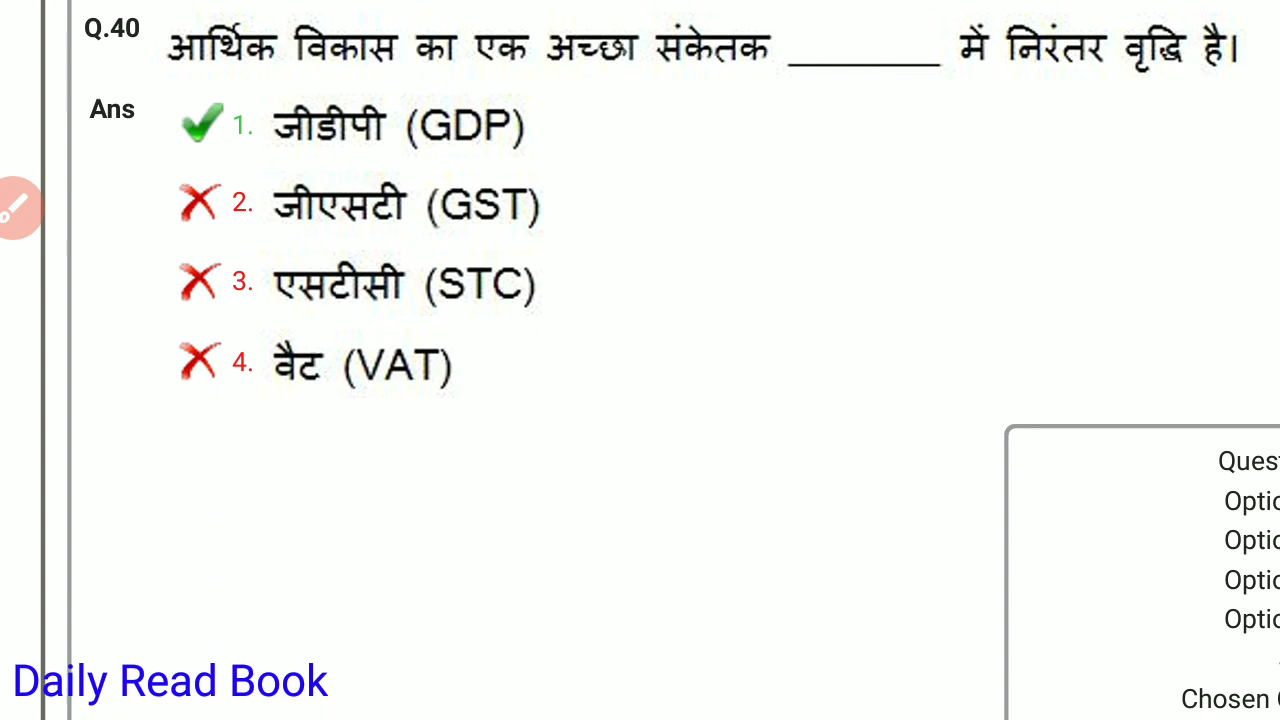 Q.40 आर्थिक विकास का एक अच्छा संकेतक ________ में निरंतर वृद्धि है।
Ans 1. जीडीपी (GDP)
2. जीएसटी (GST)
3. एसटीसी (STC)
4. वैट (VAT)
Daily Read Book
Chosen